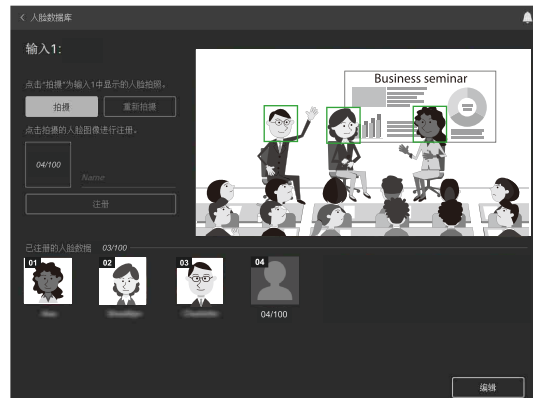 < 人脸数据库
输入1:
点击"拍摄"为输入1中显示的人脸拍照。
拍摄
重新拍摄
点击拍摄的人脸图像进行注册。
04/100
Name
注册
Business seminar
已注册的人脸数据 03/100
01
02
03
04
04/100
编辑